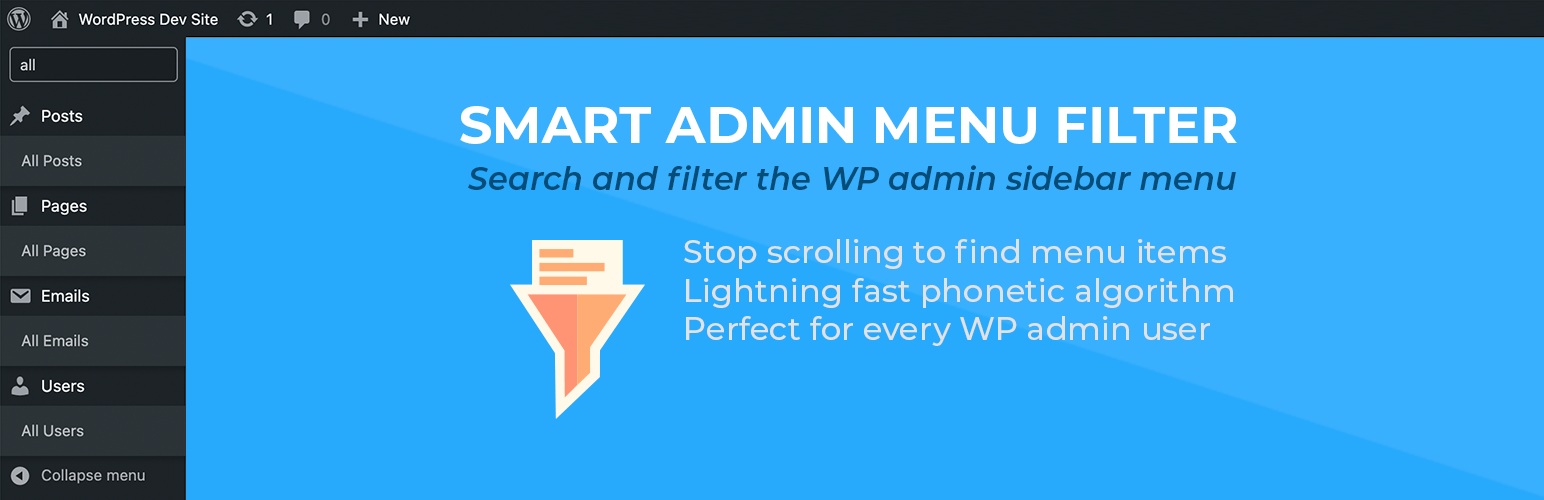 WordPress Dev Site 1 0 New
all
Posts
All Posts
Pages
All Pages
Emails
All Emails
Users
All Users
Collapse menu
SMART ADMIN MENU FILTER
Search and filter the WP admin sidebar menu
Stop scrolling to find menu items
Lightning fast phonetic algorithm
Perfect for every WP admin user